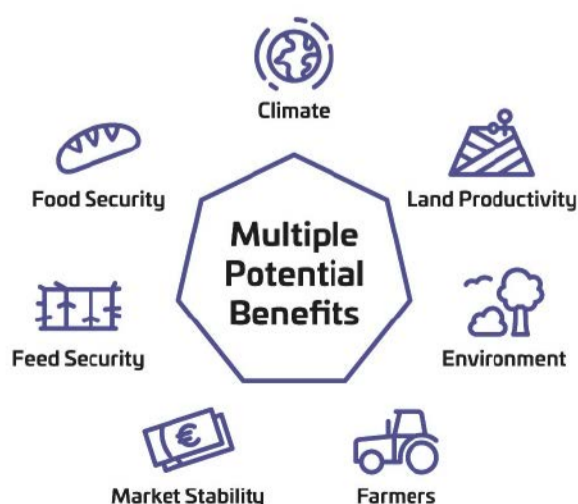 Climate
Food Security
Land Productivity
Multiple
Potential
Benefits
Feed Security
Environment
€
Market Stability
Farmers